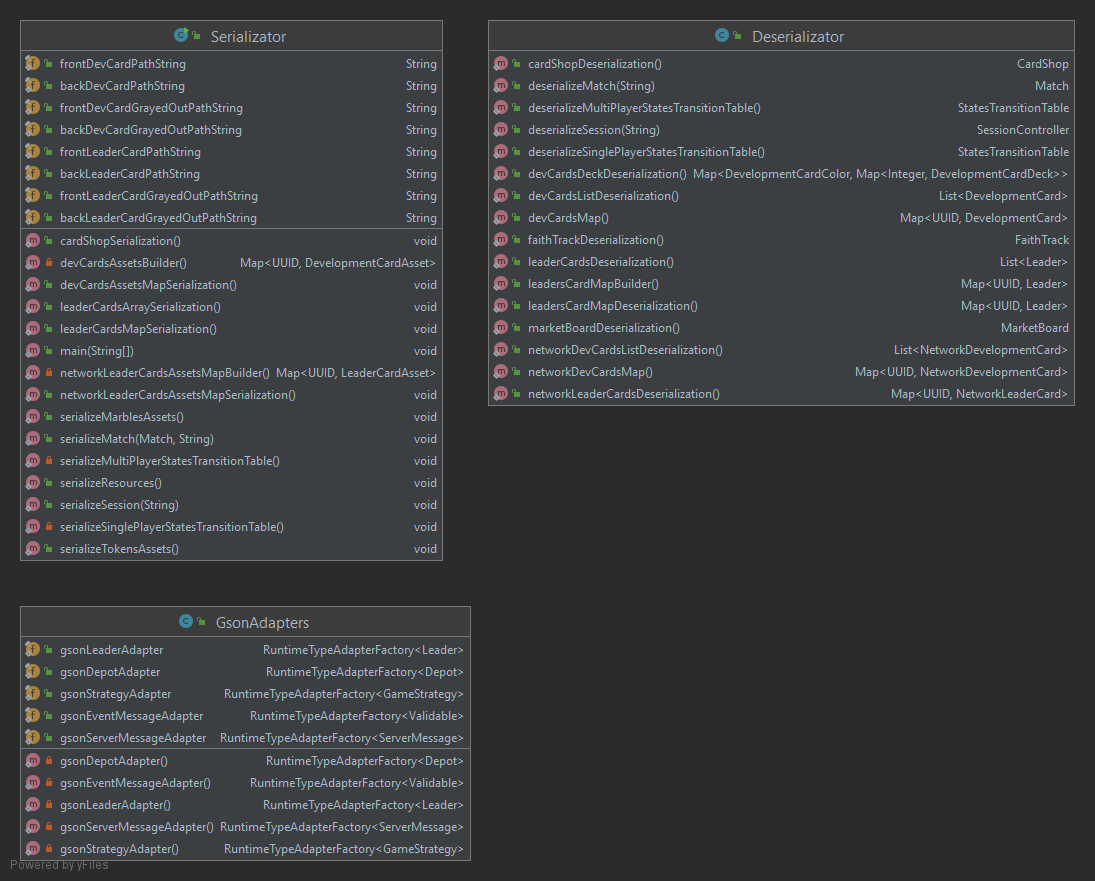 Serializator
frontDevCardPathString String
backDevCardPathString String
frontDevCardGrayedOutPathString String
backDevCardGrayedOutPathString String
frontLeaderCardPathString String
backLeaderCardPathString String
frontLeaderCardGrayedOutPathString String
backLeaderCardGrayedOutPathString String
cardShopSerialization() void
devCardsAssetsBuilder() Map<UUID, DevelopmentCardAsset>
devCardsAssetsMapSerialization() void
leaderCardsArraySerialization() void
leaderCardsMapSerialization() void
main(String[]) void
networkLeaderCardsAssetsMapBuilder() Map<UUID, LeaderCardAsset>
networkLeaderCardsAssetsMapSerialization() void
serializeMarblesAssets() void
serializeMatch(Match, String) void
serializeMultiPlayerStatesTransitionTable() void
serializeResources() void
serializeSession(String) void
serializeSinglePlayerStatesTransitionTable() void
serializeTokensAssets() void
Deserializator
cardShopDeserialization() CardShop
deserializeMatch(String) Match
deserializeMultiPlayerStatesTransitionTable() StatesTransitionTable
deserializeSession(String) SessionController
deserializeSinglePlayerStatesTransitionTable() StatesTransitionTable
devCardsDeckDeserialization() Map<DevelopmentCardColor, Map<Integer, DevelopmentCardDeck>>
devCardsListDeserialization() List<DevelopmentCard>
devCardsMap() Map<UUID, DevelopmentCard>
faithTrackDeserialization() FaithTrack
leaderCardsDeserialization() List<Leader>
leadersCardMapBuilder() Map<UUID, Leader>
leadersCardMapDeserialization() Map<UUID, Leader>
marketBoardDeserialization() MarketBoard
networkDevCardsListDeserialization() List<NetworkDevelopmentCard>
networkDevCardsMap() Map<UUID, NetworkDevelopmentCard>
networkLeaderCardsDeserialization() Map<UUID, NetworkLeaderCard>
GsonAdapters
gsonLeaderAdapter RuntimeTypeAdapterFactory<Leader>
gsonDepotAdapter RuntimeTypeAdapterFactory<Depot>
gsonStrategyAdapter RuntimeTypeAdapterFactory<GameStrategy>
gsonEventMessageAdapter RuntimeTypeAdapterFactory<Validable>
gsonServerMessageAdapter RuntimeTypeAdapterFactory<ServerMessage>
gsonDepotAdapter() RuntimeTypeAdapterFactory<Depot>
gsonEventMessageAdapter() RuntimeTypeAdapterFactory<Validable>
gsonLeaderAdapter() RuntimeTypeAdapterFactory<Leader>
gsonServerMessageAdapter() RuntimeTypeAdapterFactory<ServerMessage>
gsonStrategyAdapter() RuntimeTypeAdapterFactory<GameStrategy>
Powered by yFiles